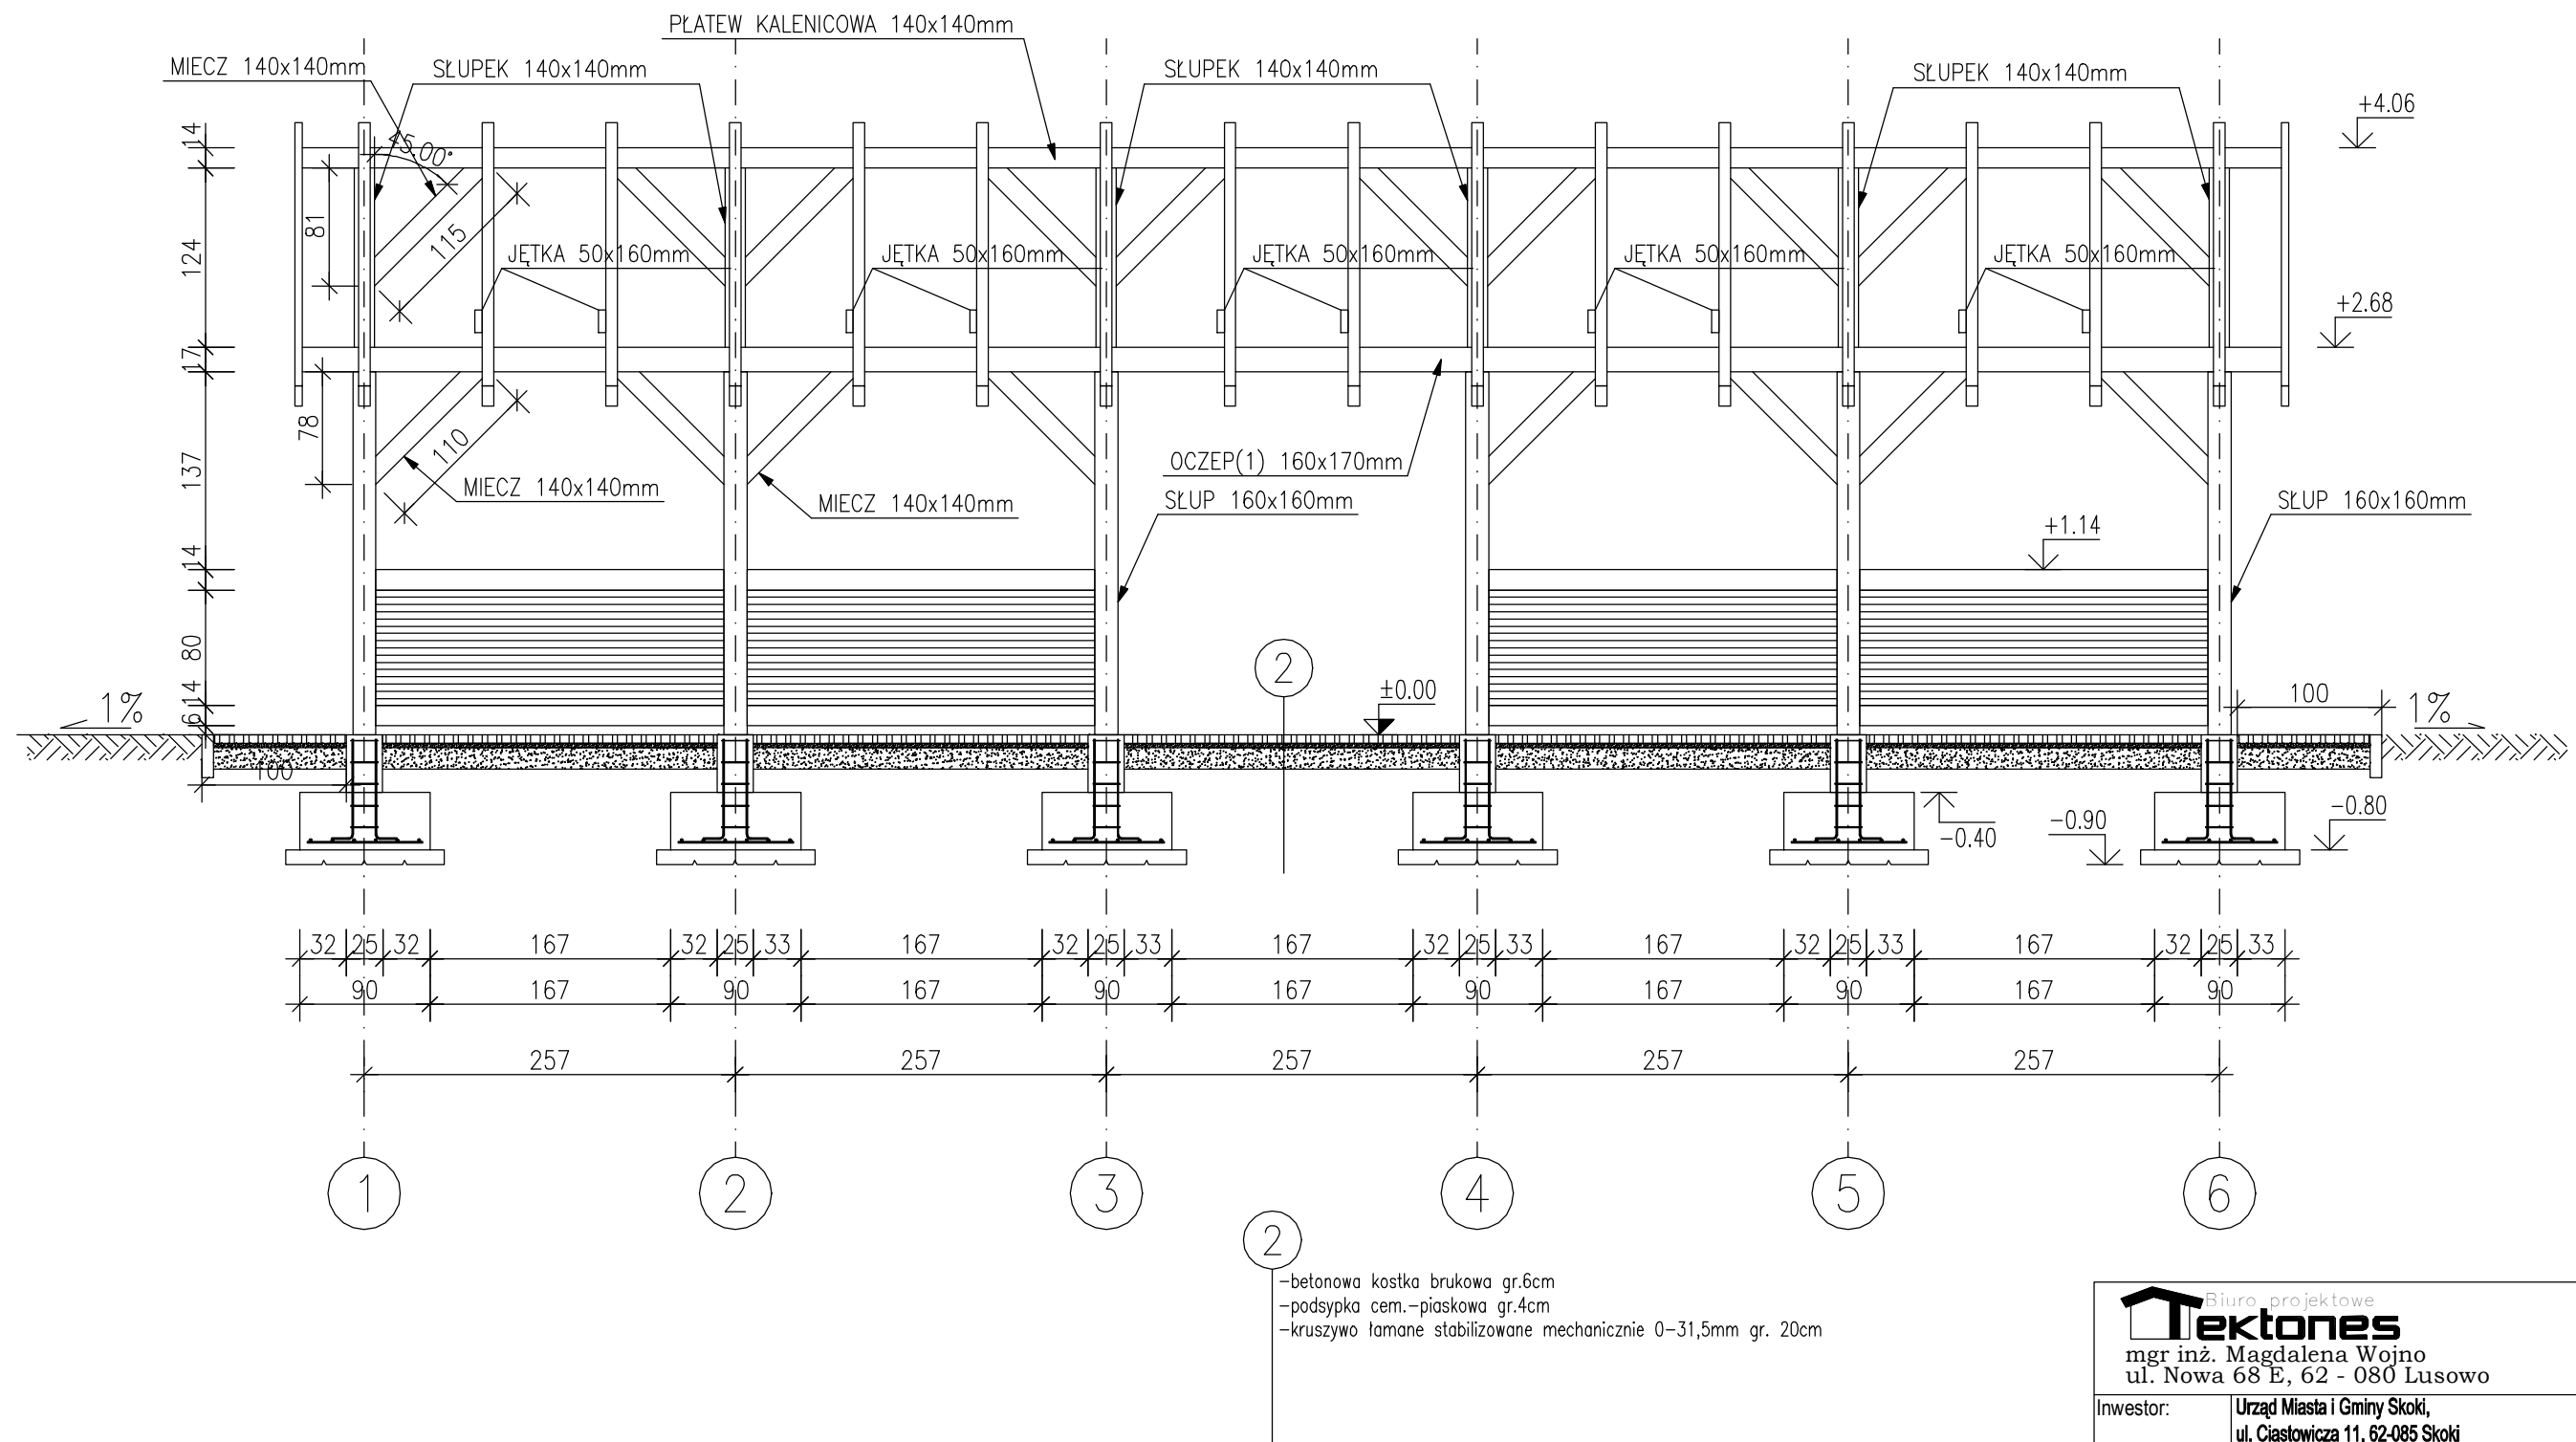 PŁATEW KALENICOWA 140x140mm
MIECZ 140x140mm
SŁUPEK 140x140mm
SŁUPEK 140x140mm
SŁUPEK 140x140mm
+4.06
14
45.00°
81
115
124
JĘTKA 50x160mm
JĘTKA 50x160mm
JĘTKA 50x160mm
JĘTKA 50x160mm
JĘTKA 50x160mm
+2.68
17
78
110
137
MIECZ 140x140mm
MIECZ 140x140mm
OCZEP(1) 160x170mm
SŁUP 160x160mm
SŁUP 160x160mm
+1.14
14
80
14
6
2
±0.00
1%
100
1%
100
-0.40
-0.90
-0.80
32 25 32 167 32 25 33 167 32 25 33 167 32 25 33 167 32 25 33 167 32 25 33
90 167 90 167 90 167 90 167 90 167 90
257 257 257 257 257
1 2 3 4 5 6
2
-betonowa kostka brukowa gr.6cm
-podsypka cem.-piaskowa gr.4cm
-kruszywo łamane stabilizowane mechanicznie 0-31,5mm gr. 20cm
Biuro projektowe
Tektones
mgr inż. Magdalena Wojno
ul. Nowa 68 E, 62 - 080 Lusowo
Inwestor: Urząd Miasta i Gminy Skoki,
ul. Ciastowicza 11, 62-085 Skoki